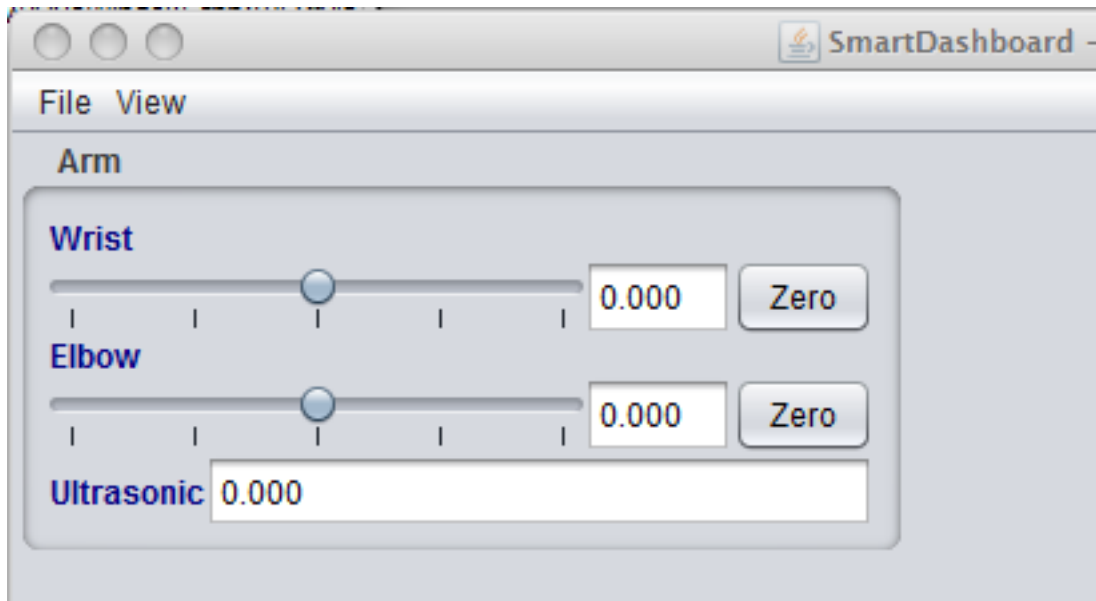 SmartDashboard -
File View
Arm
Wrist
0.000 Zero
Elbow
0.000 Zero
Ultrasonic 0.000